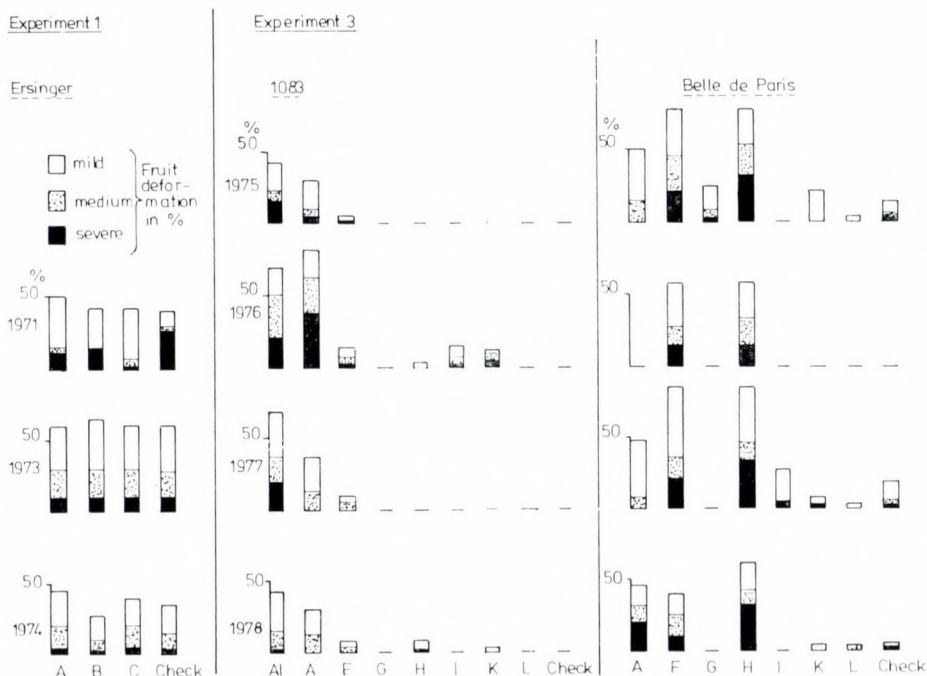 Experiment 1
Experiment 3
Ersinger
1083
Belle de Paris
mild
medium
severe
Fruit
defor-
mation
in %
%
50
1975
%
50
%
50
1971
50
1976
50
50
1973
50
1977
50
50
1974
50
1978
50
A B C Check
A1 A E G H I K L Check
A F G H I K L Check